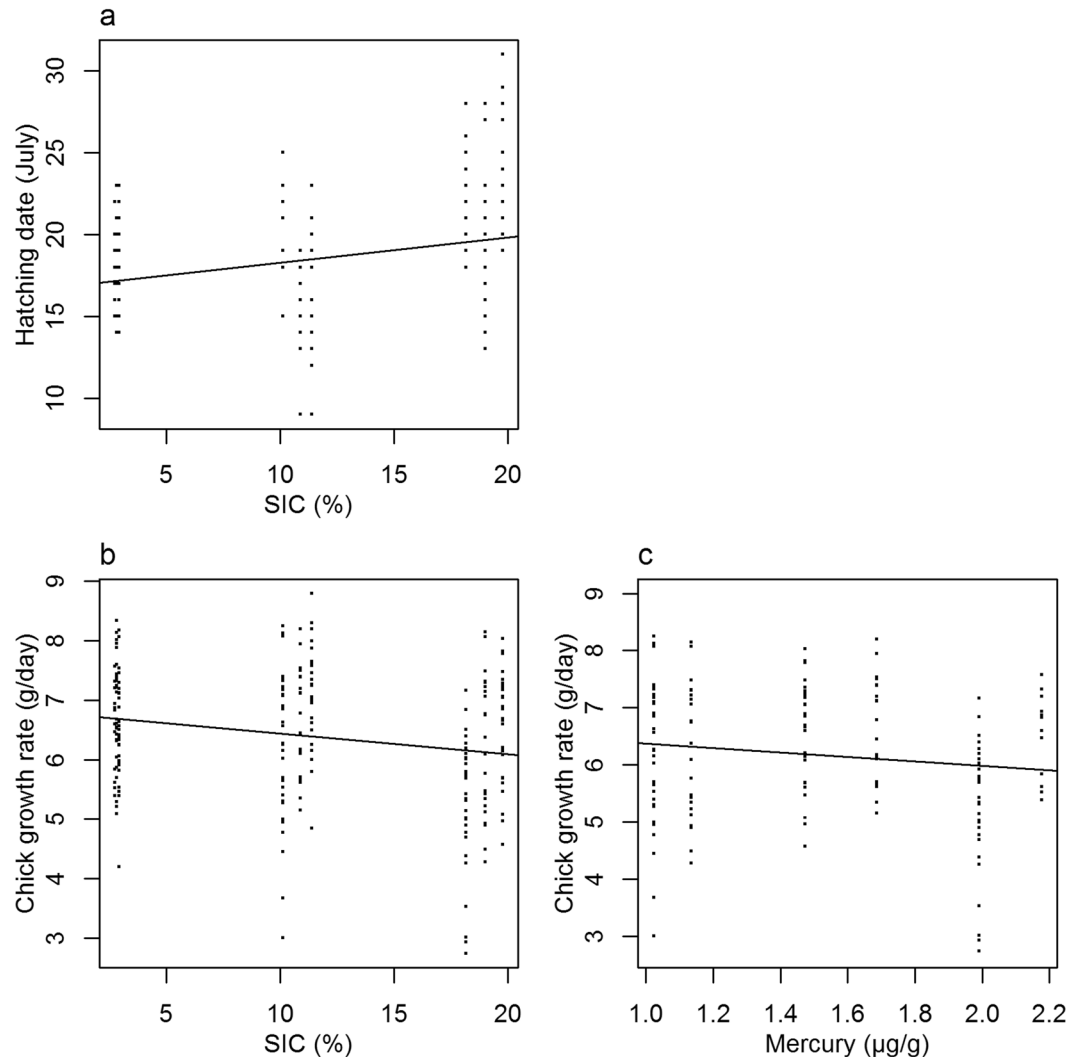 a
Hatching date (July)
30
25
20
15
10
5 10 15 20
SIC (%)
b
Chick growth rate (g/day)
9
8
7
6
5
4
3
5 10 15 20
SIC (%)
c
Chick growth rate (g/day)
9
8
7
6
5
4
3
1.0 1.2 1.4 1.6 1.8 2.0 2.2
Mercury (µg/g)